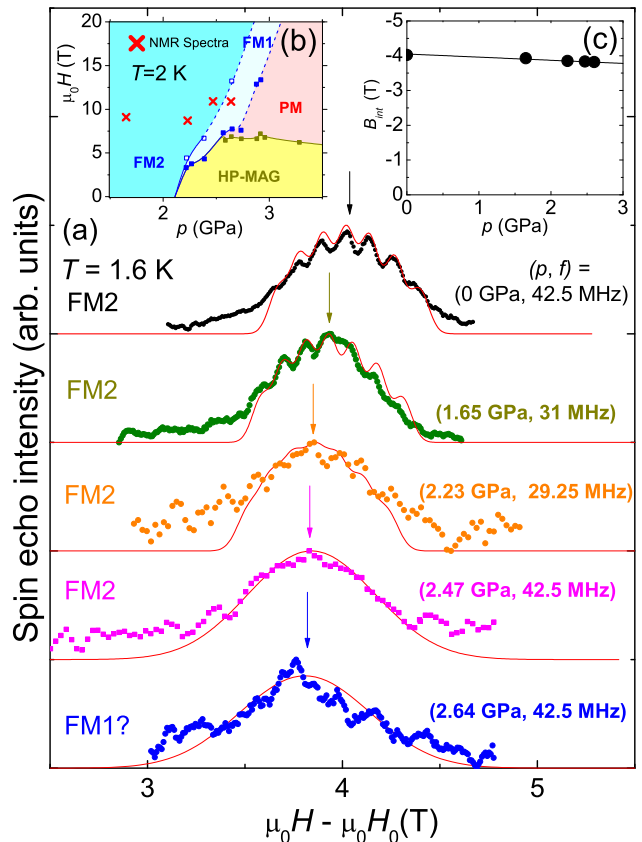 μ0H (T)
20
15
10
5
0
2
3
p (GPa)
NMR Spectra
FM1
(b)
T=2 K
PM
FM2
HP-MAG
(c)
-5
-4
-3
-2
-1
0
Bint (T)
0
1
2
3
p (GPa)
(a)
T = 1.6 K
FM2
(p, f) =
(0 GPa, 42.5 MHz)
FM2
(1.65 GPa, 31 MHz)
FM2
(2.23 GPa, 29.25 MHz)
FM2
(2.47 GPa, 42.5 MHz)
FM1?
(2.64 GPa, 42.5 MHz)
Spin echo intensity (arb. units)
3
4
5
μ0H - μ0H0(T)